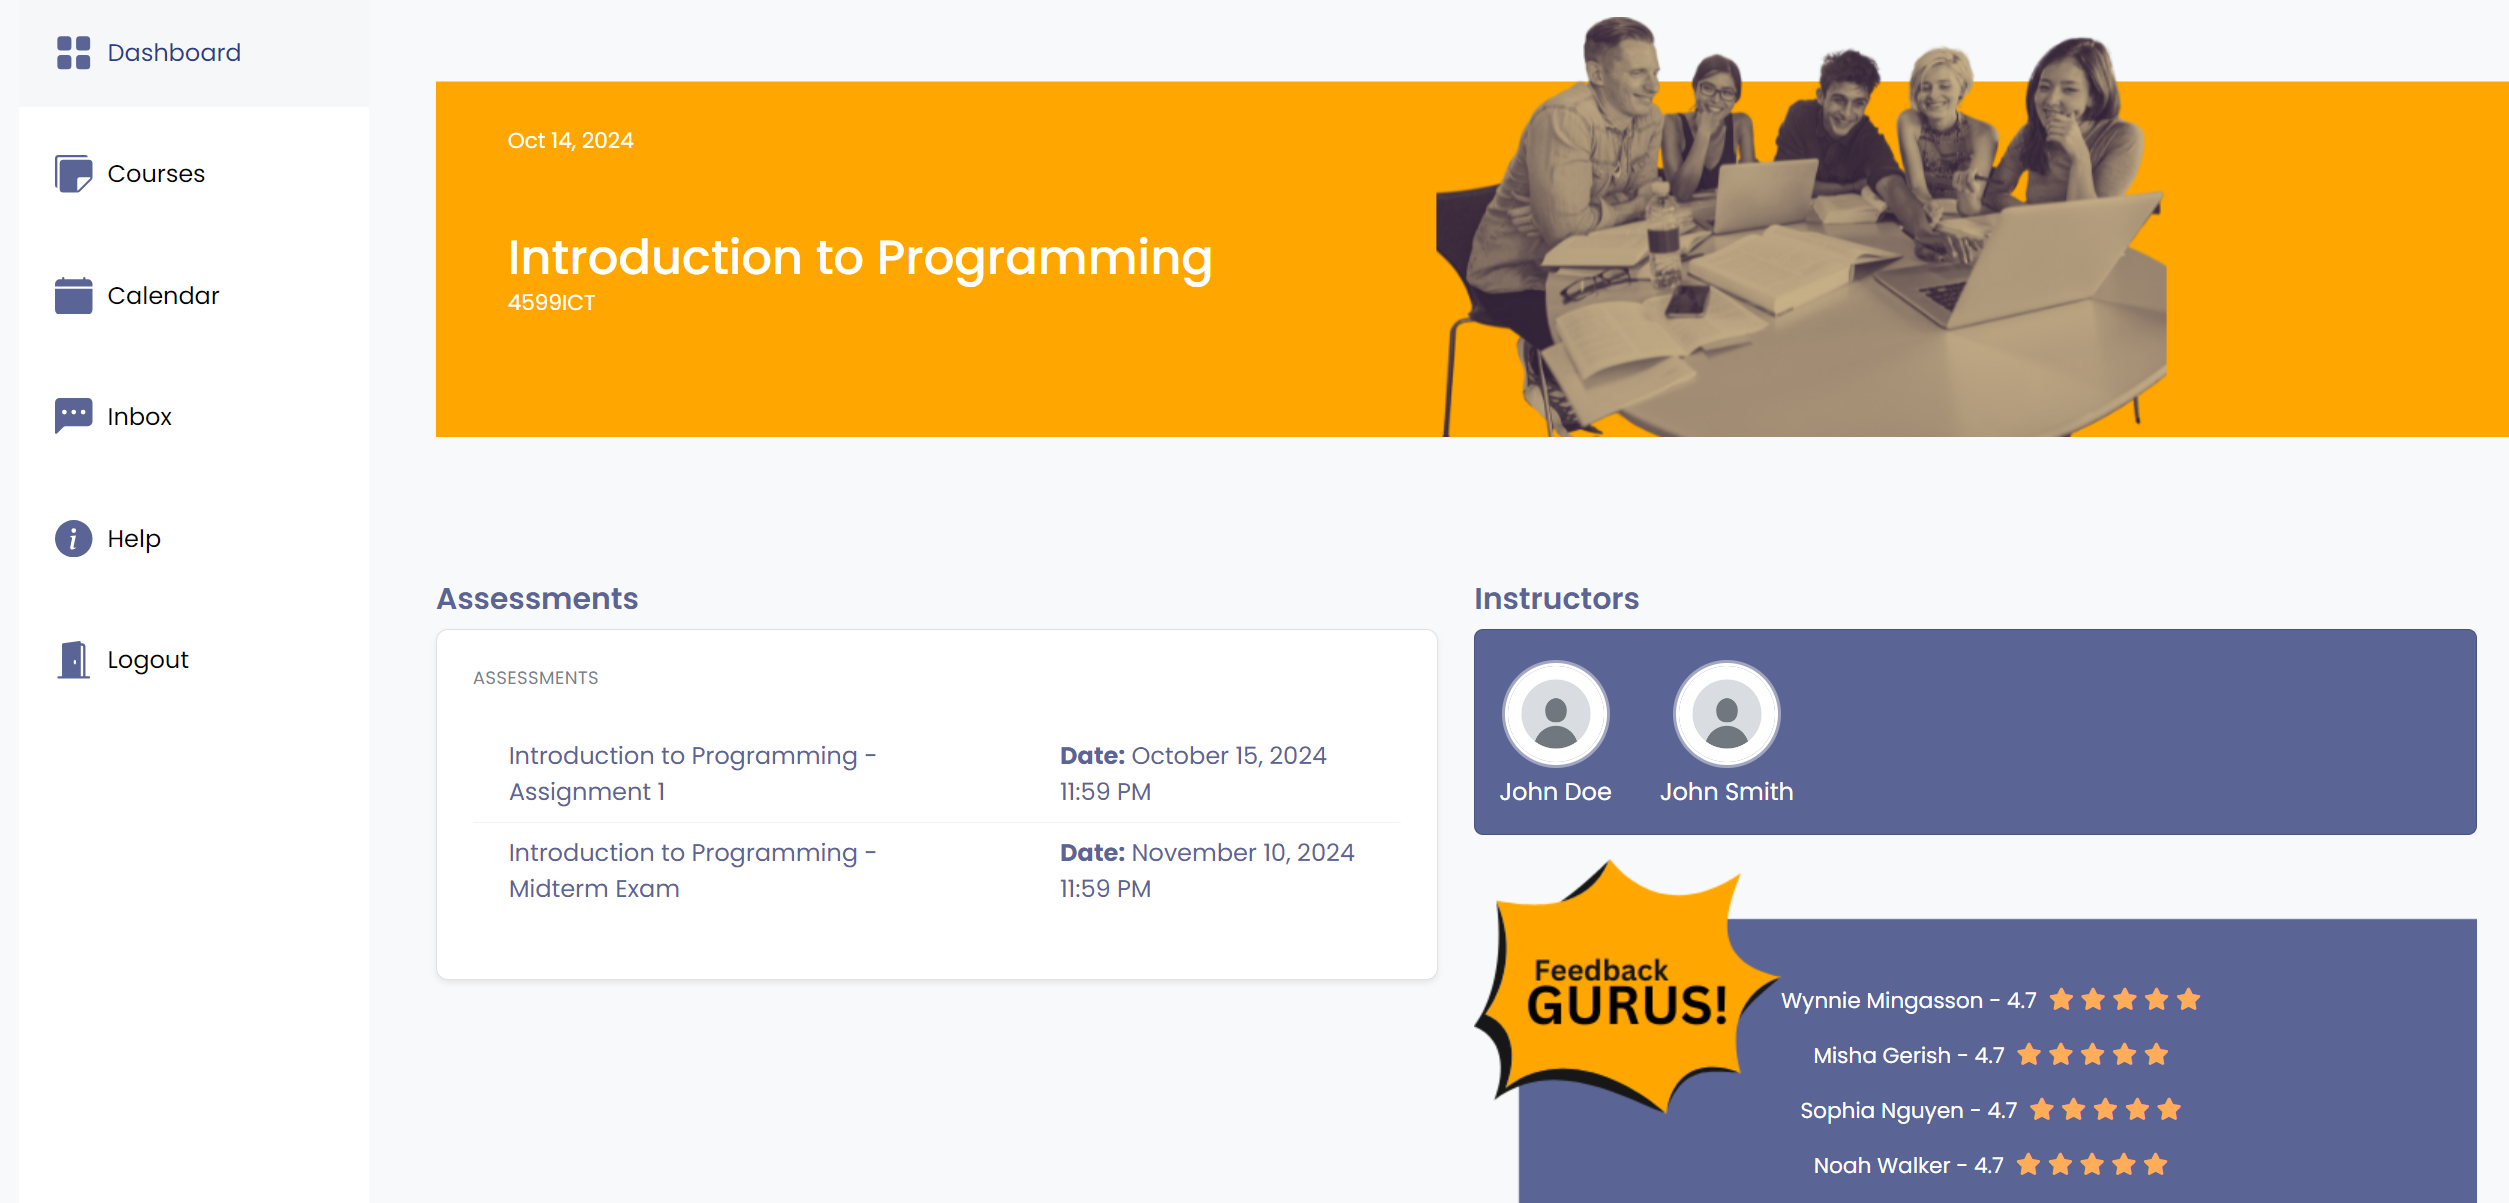 Dashboard
Courses
Calendar
Inbox
Help
Logout
Oct 14, 2024
Introduction to Programming
4599ICT
Assessments
ASSESSMENTS
Introduction to Programming -
Assignment 1
Date: October 15, 2024
11:59 PM
Introduction to Programming -
Midterm Exam
Date: November 10, 2024
11:59 PM
Instructors
John Doe
John Smith
Feedback
GURUS!
Wynnie Mingasson - 4.7
Misha Gerish - 4.7
Sophia Nguyen - 4.7
Noah Walker - 4.7